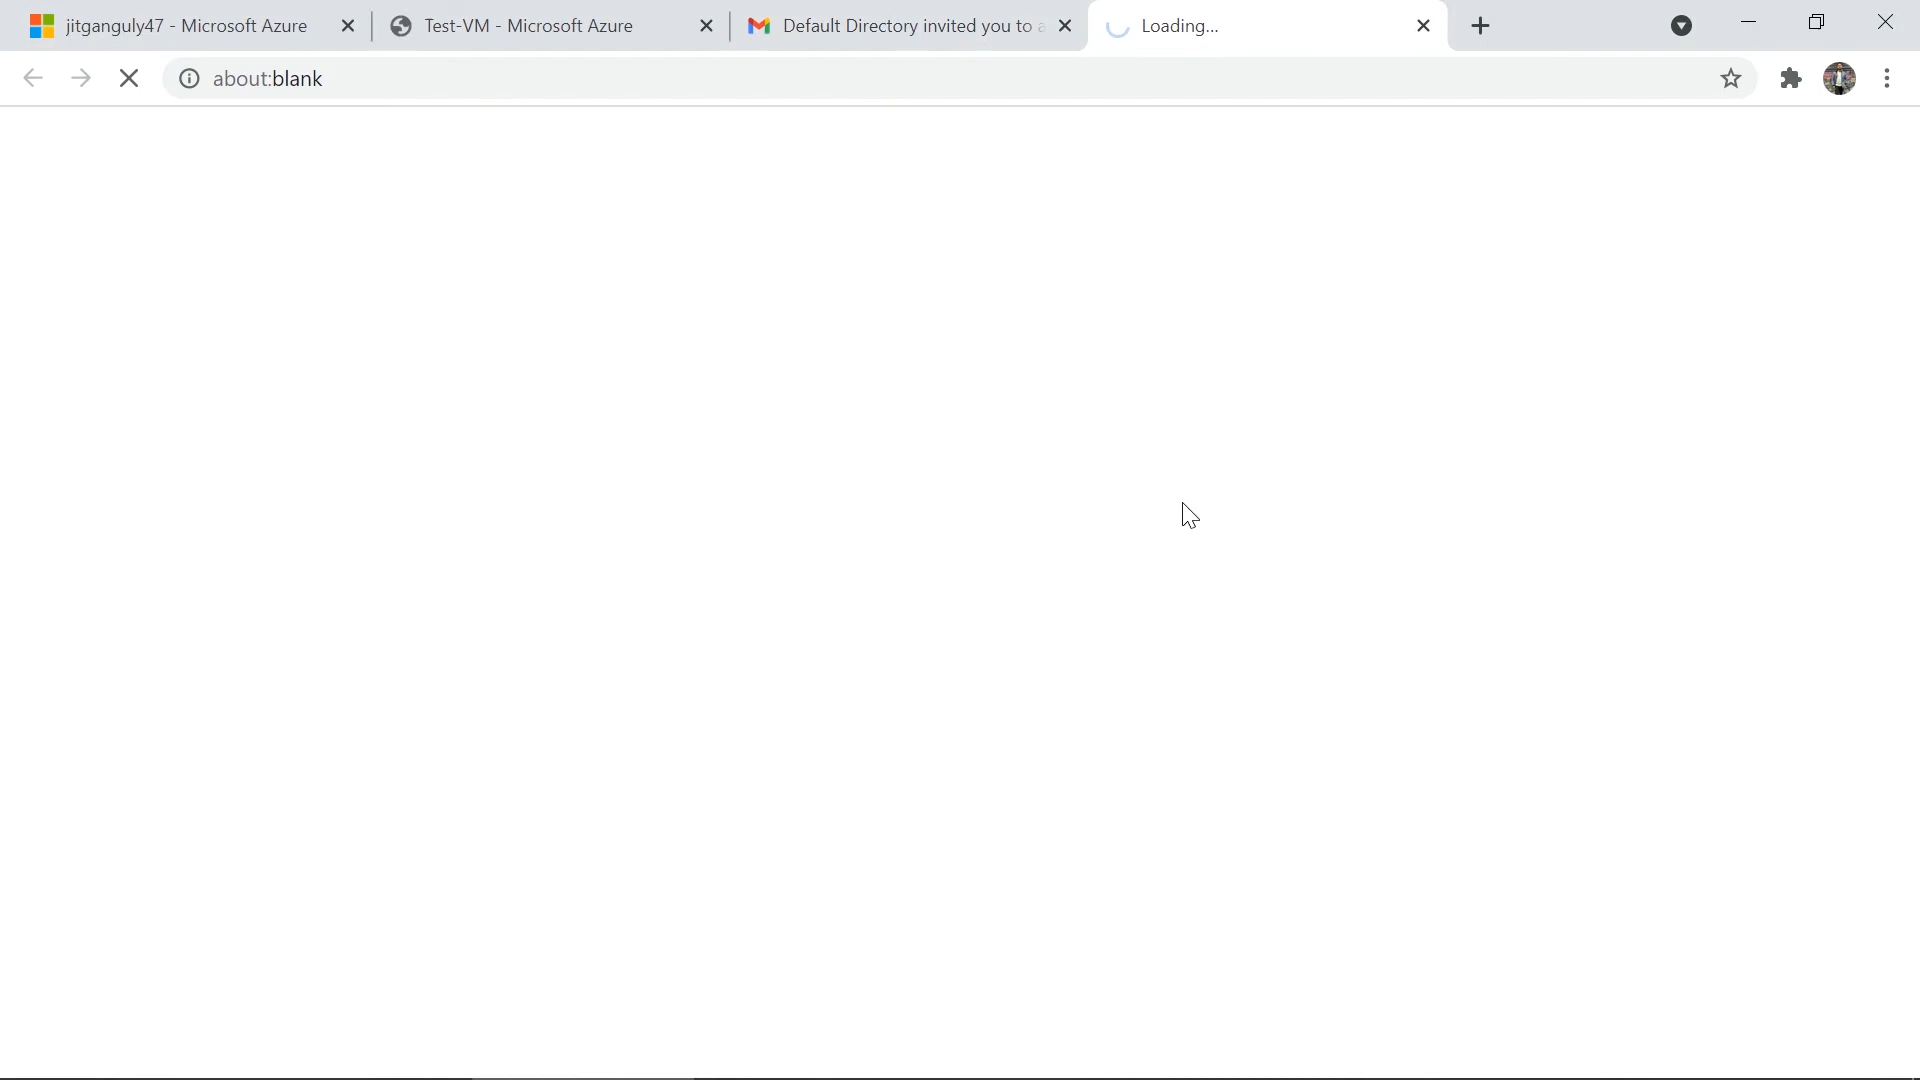 jitganguly47 - Microsoft Azure
Test-VM - Microsoft Azure
Default Directory invited you to a
Loading...
about:blank